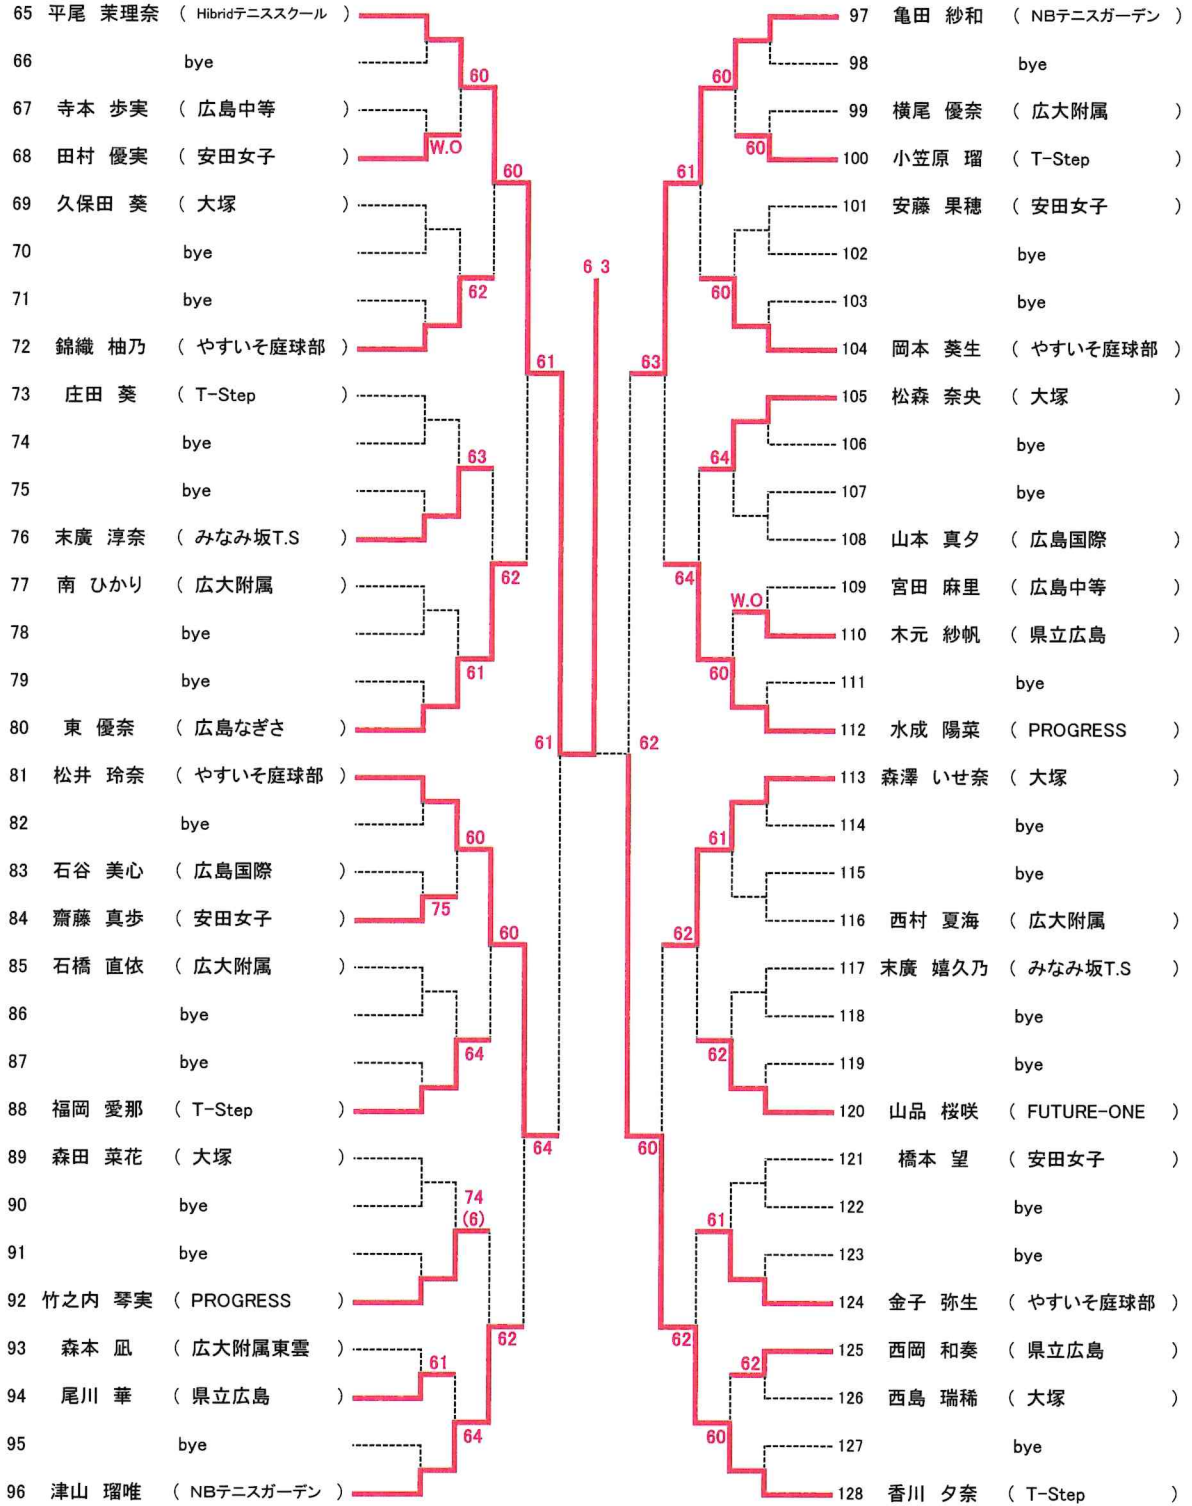 65 平尾 茉理奈 ( Hibridテニススクール )
66 bye
60
67 寺本 歩実 ( 広島中等 )
W.O
68 田村 優実 ( 安田女子 )
60
69 久保田 葵 ( 大塚 )
70 bye
62
71 bye
72 錦織 柚乃 ( やすいそ庭球部 )
61
73 庄田 葵 ( T-Step )
74 bye
63
75 bye
76 末廣 淳奈 ( みなみ坂T.S )
62
77 南 ひかり ( 広大附属 )
78 bye
61
79 bye
80 東 優奈 ( 広島なぎさ )
61
81 松井 玲奈 ( やすいそ庭球部 )
82 bye
60
83 石谷 美心 ( 広島国際 )
75
84 齋藤 真歩 ( 安田女子 )
60
85 石橋 直依 ( 広大附属 )
86 bye
64
87 bye
88 福岡 愛那 ( T-Step )
64
89 森田 菜花 ( 大塚 )
90 bye
74
(6)
91 bye
92 竹之内 琴実 ( PROGRESS )
62
93 森本 凪 ( 広大附属東雲 )
61
94 尾川 華 ( 県立広島 )
64
95 bye
96 津山 瑠唯 ( NBテニスガーデン )
6 3
97 亀田 紗和 ( NBテニスガーデン )
98 bye
60
99 横尾 優奈 ( 広大附属 )
60
100 小笠原 瑠 ( T-Step )
61
101 安藤 果穂 ( 安田女子 )
102 bye
60
103 bye
104 岡本 葵生 ( やすいそ庭球部 )
63
105 松森 奈央 ( 大塚 )
106 bye
64
107 bye
108 山本 真夕 ( 広島国際 )
64
109 宮田 麻里 ( 広島中等 )
W.O
110 木元 紗帆 ( 県立広島 )
60
111 bye
112 水成 陽菜 ( PROGRESS )
62
113 森澤 いせ奈 ( 大塚 )
114 bye
61
115 bye
116 西村 夏海 ( 広大附属 )
62
117 末廣 嬉久乃 ( みなみ坂T.S )
118 bye
62
119 bye
120 山品 桜咲 ( FUTURE-ONE )
60
121 橋本 望 ( 安田女子 )
122 bye
61
123 bye
124 金子 弥生 ( やすいそ庭球部 )
62
125 西岡 和奏 ( 県立広島 )
62
126 西島 瑞稀 ( 大塚 )
60
127 bye
128 香川 夕奈 ( T-Step )